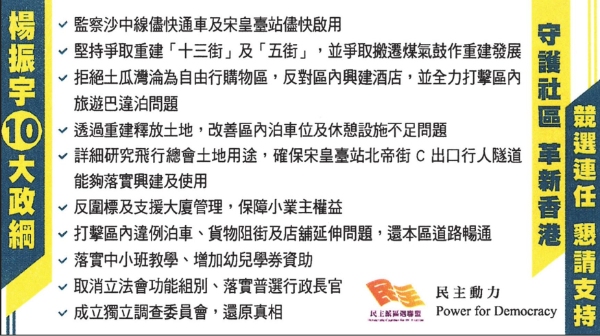 楊振宇10大政綱
監察沙中線儘快通車及宋皇臺站儘快啟用
堅持爭取重建「十三街」及「五街」，並爭取搬遷煤氣鼓作重建發展
拒絕土瓜灣淪為自由行購物區，反對區內興建酒店，並全力打擊區內
旅遊巴違泊問題
透過重建釋放土地，改善區內泊車位及休憩設施不足問題
詳細研究飛行總會土地用途，確保宋皇臺站北帝街 C 出口行人隧道
能夠落實興建及使用
反圍標及支援大廈管理，保障小業主權益
打擊區內違例泊車、貨物阻街及店舖延伸問題，還本區道路暢通
落實中小班教學、增加幼兒學券資助
取消立法會功能組別、落實普選行政長官
成立獨立調查委員會，還原真相
民主
民主派區選聯盟
民主動力
Power for Democracy
守護社區 革新香港
競選連任 懇請支持